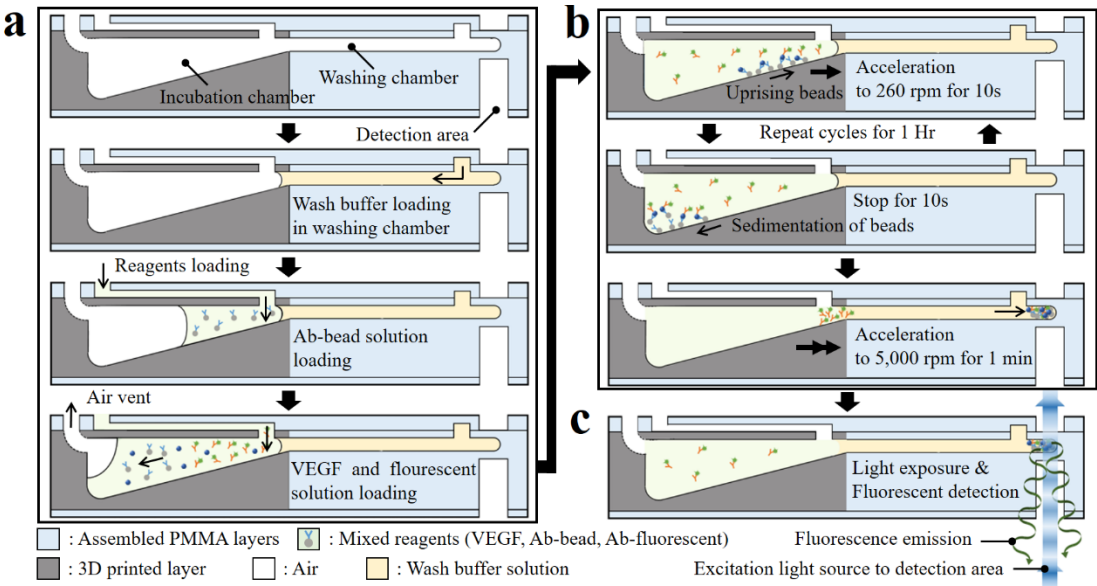 a
Washing chamber
Incubation chamber
Detection area
Wash buffer loading
in washing chamber
Reagents loading
Ab-bead solution
loading
Air vent
VEGF and flourescent
solution loading
b
Acceleration
to 260 rpm for 10s
Uprising beads
Repeat cycles for 1 Hr
Stop for 10s
Sedimentation of beads
Acceleration
to 5,000 rpm for 1 min
c
Light exposure &
Fluorescent detection
Fluorescence emission
Excitation light source to detection area
: Assembled PMMA layers
: Mixed reagents (VEGF, Ab-bead, Ab-fluorescent)
: 3D printed layer
: Air
: Wash buffer solution